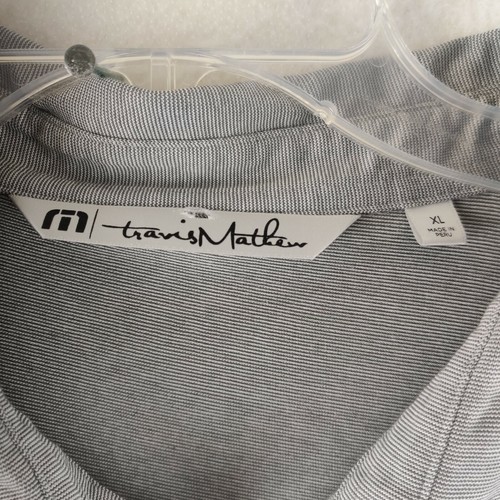 travisMathew
XL
MADE IN
PERU